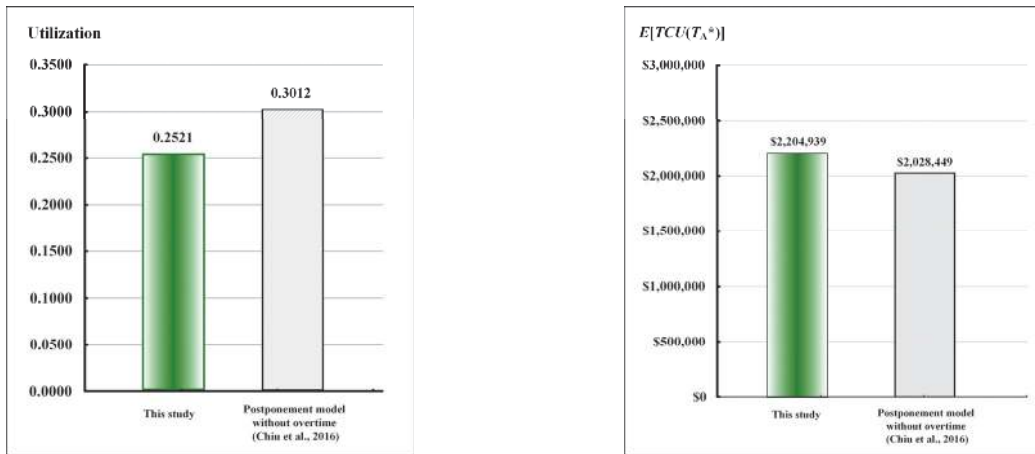 Utilization
0.3500
0.3012
0.3000
0.2521
0.2500
0.2000
0.1500
0.1000
0.0500
0.0000
This study
Postponement model
without overtime
(Chiu et al., 2016)
E[TCU(TA*)]
$3,000,000
$2,500,000
$2,204,939
$2,028,449
$2,000,000
$1,500,000
$1,000,000
$500,000
$0
This study
Postponement model
without overtime
(Chiu et al., 2016)